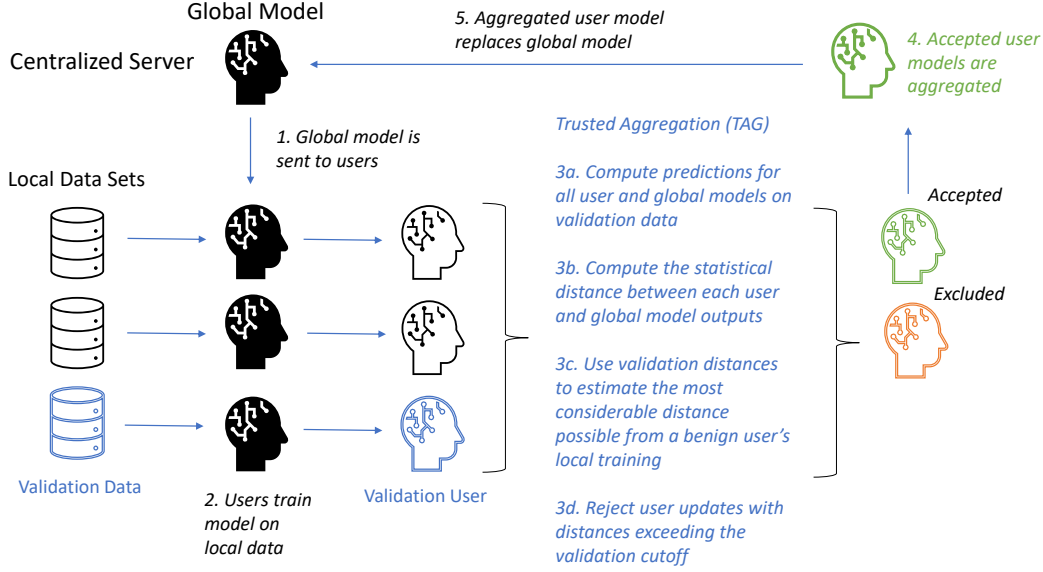 Global Model
Centralized Server
5. Aggregated user model
replaces global model
4. Accepted user
models are
aggregated
1. Global model is
sent to users
Local Data Sets
Trusted Aggregation (TAG)
3a. Compute predictions for
all user and global models on
validation data
3b. Compute the statistical
distance between each user
and global model outputs
3c. Use validation distances
to estimate the most
considerable distance
possible from a benign user's
local training
3d. Reject user updates with
distances exceeding the
validation cutoff
Accepted
Excluded
Validation Data
2. Users train
model on
local data
Validation User